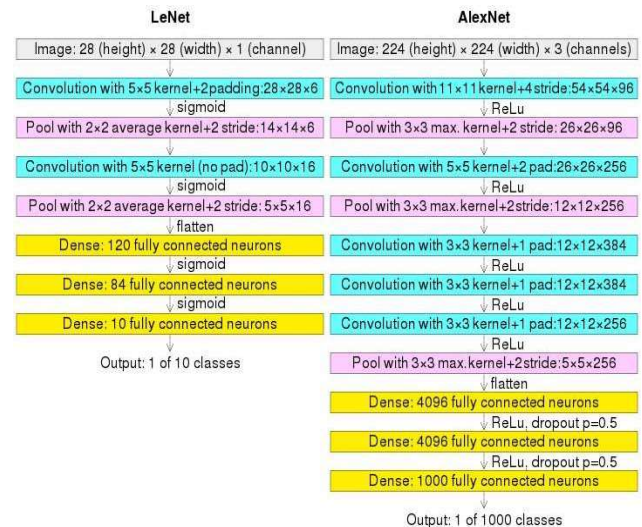 LeNet
Image: 28 (height) × 28 (width) × 1 (channel)
Convolution with 5×5 kernel+2padding:28×28×6
sigmoid
Pool with 2×2 average kernel+2 stride:14×14×6
Convolution with 5×5 kernel (no pad):10×10×16
sigmoid
Pool with 2×2 average kernel+2 stride: 5×5×16
flatten
Dense: 120 fully connected neurons
sigmoid
Dense: 84 fully connected neurons
sigmoid
Dense: 10 fully connected neurons
Output: 1 of 10 classes
AlexNet
Image: 224 (height) × 224 (width) × 3 (channels)
Convolution with 11×11 kernel+4 stride:54×54×96
ReLu
Pool with 3×3 max. kernel+2 stride: 26×26×96
Convolution with 5×5 kernel+2 pad:26×26×256
ReLu
Pool with 3×3 max.kernel+2stride:12×12×256
Convolution with 3×3 kernel+1 pad:12×12×384
ReLu
Convolution with 3×3 kernel+1 pad:12×12×384
ReLu
Convolution with 3×3 kernel+1 pad:12×12×256
ReLu
Pool with 3×3 max.kernel+2stride:5×5×256
flatten
Dense: 4096 fully connected neurons
ReLu, dropout p=0.5
Dense: 4096 fully connected neurons
ReLu, dropout p=0.5
Dense: 1000 fully connected neurons
Output: 1 of 1000 classes